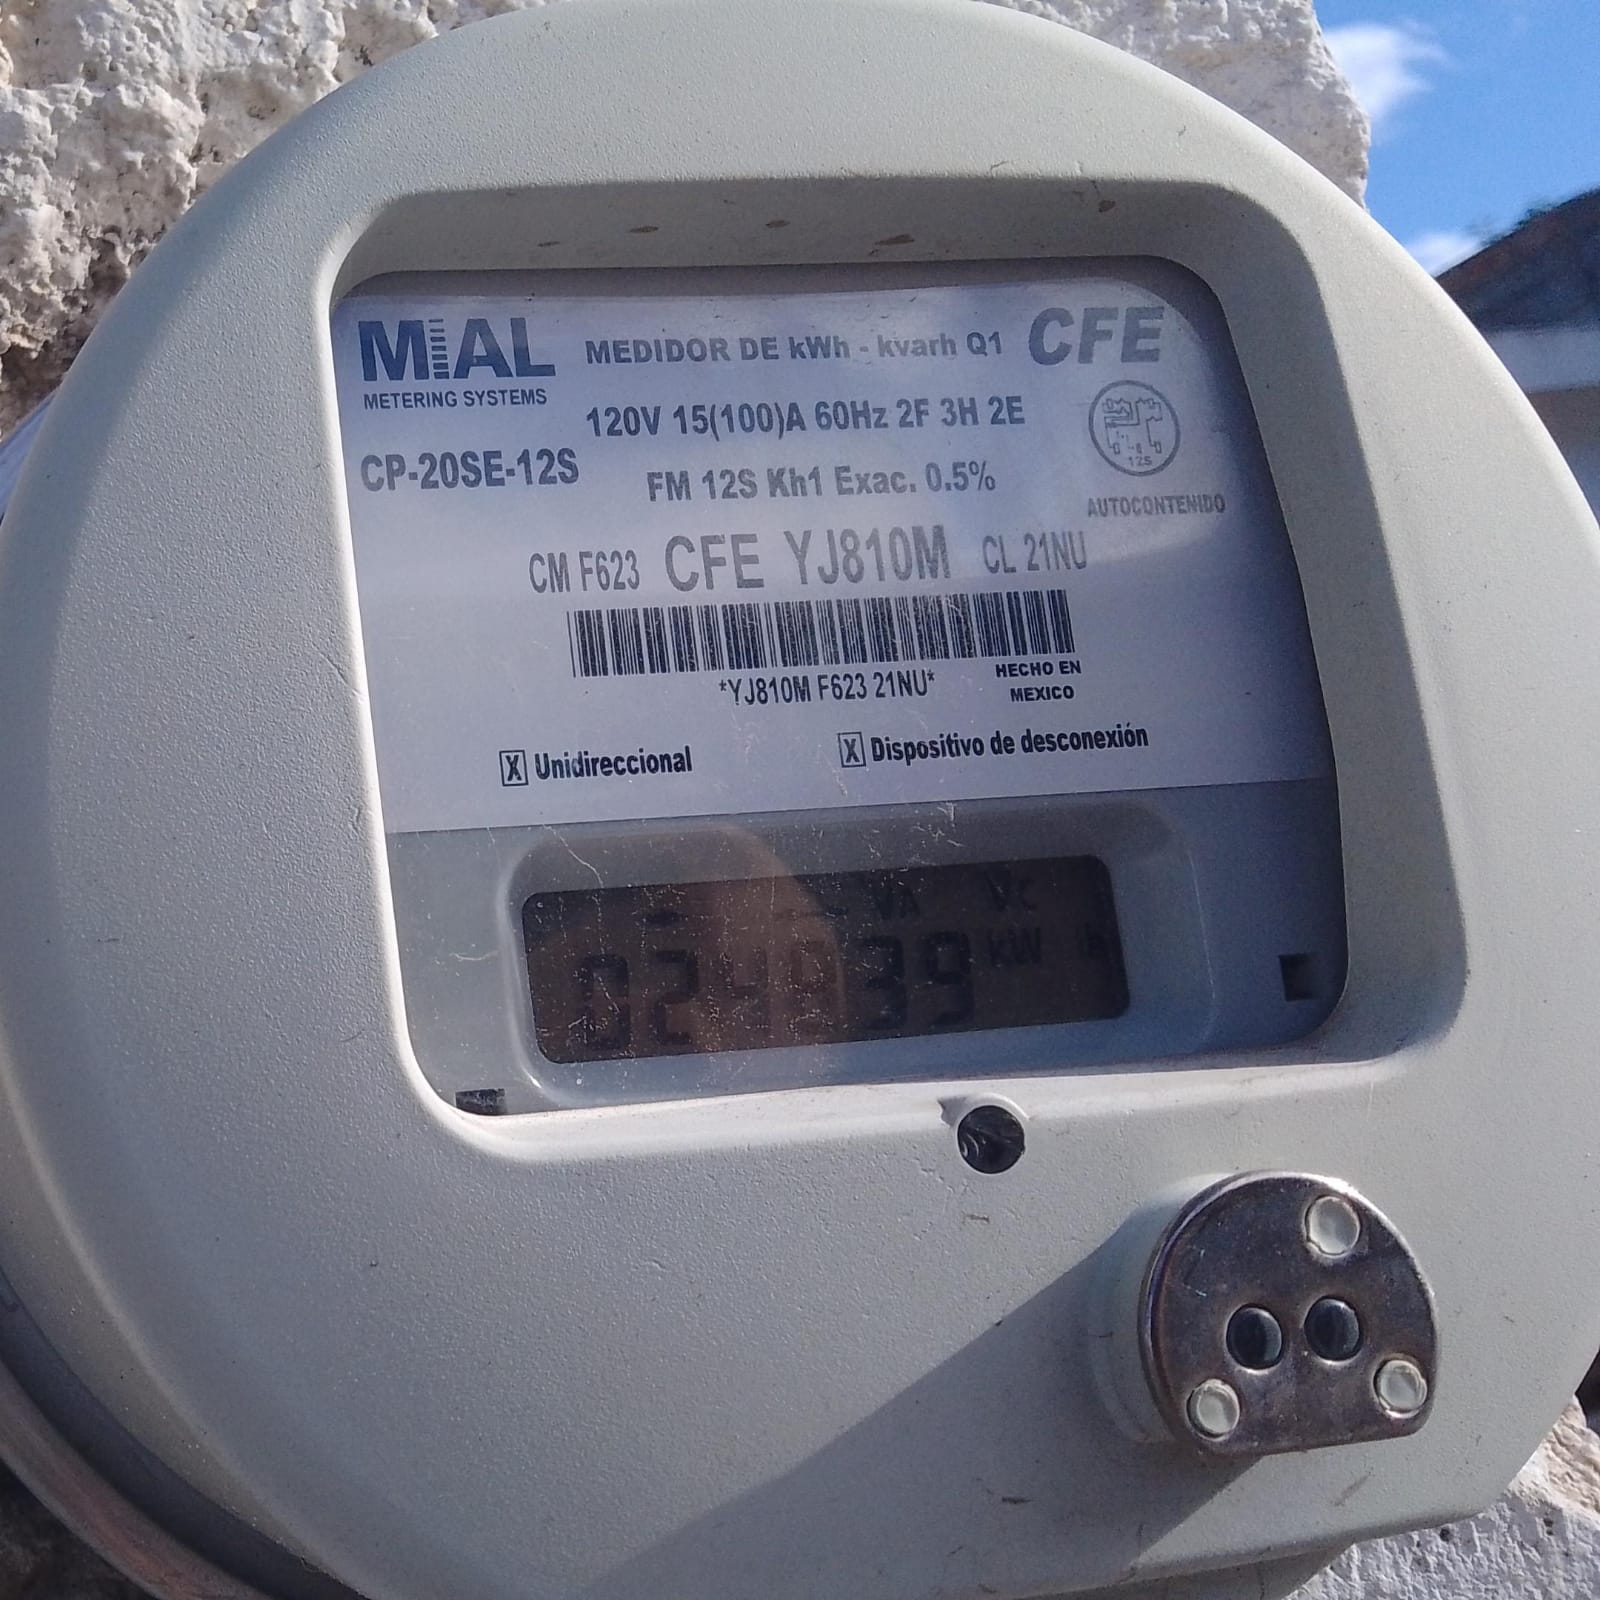 MIAL
METERING SYSTEMS
MEDIDOR DE kWh - kvarh Q1
CFE
120V 15(100)A 60Hz 2F 3H 2E
CP-20SE-12S
FM 12S Kh1 Exac. 0.5%
12S
AUTOCONTENIDO
CM F623 CFE YJ810M CL 21NU
*YJ810M F623 21NU*
HECHO EN
MEXICO
X Unidireccional
X Dispositivo de desconexión
VA VC
kW h